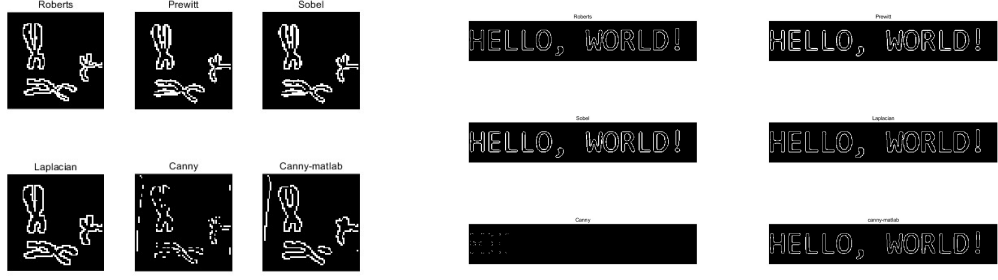 Roberts
Prewitt
Sobel
Laplacian
Canny
Canny-matlab
Roberts
HELLO, WORLD!
Prewitt
HELLO, WORLD!
Sobel
HELLO, WORLD!
Laplacian
HELLO, WORLD!
Canny
canny-matlab
HELLO, WORLD!